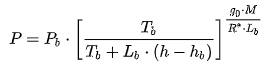 P = P_b · [ T_b / (T_b + L_b · (h − h_b)) ]^{(g_0 · M) / (R* · L_b)}